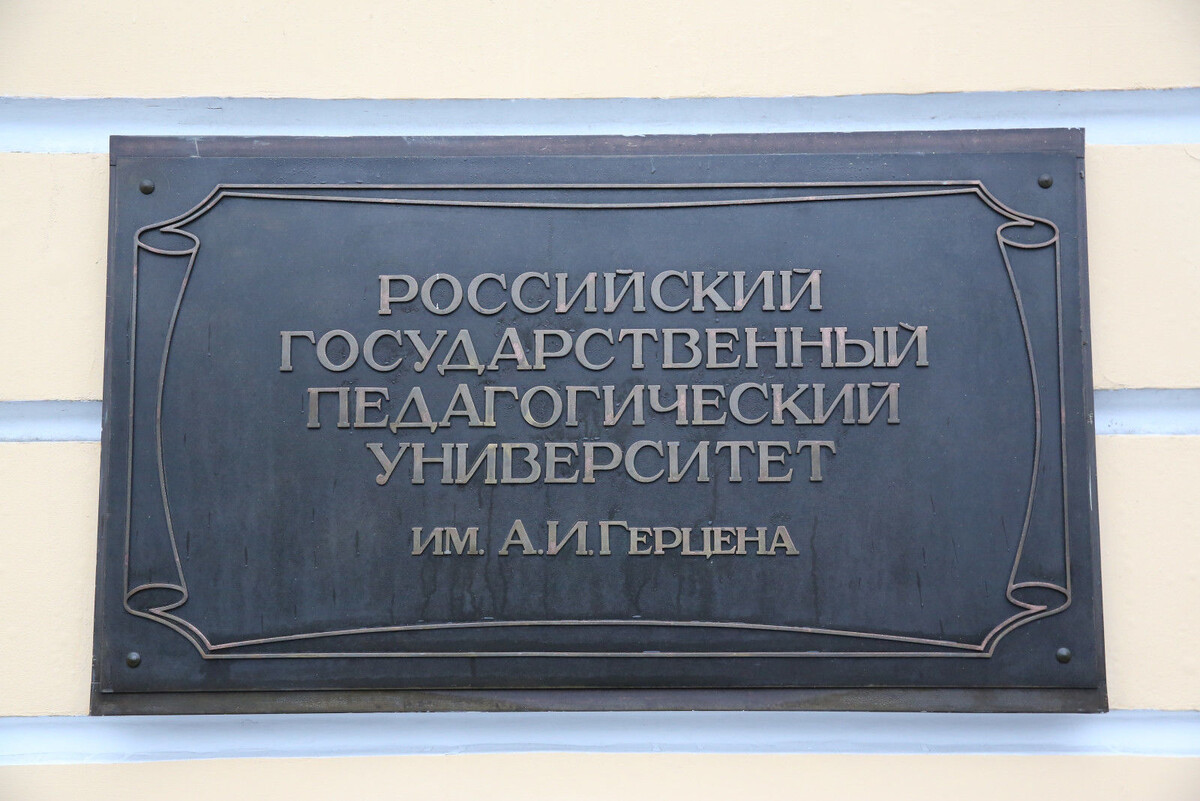 РОССИЙСКИЙ
ГОСУДАРСТВЕННЫЙ
ПЕДАГОГИЧЕСКИЙ
УНИВЕРСИТЕТ
ИМ. А.И.ГЕРЦЕНА